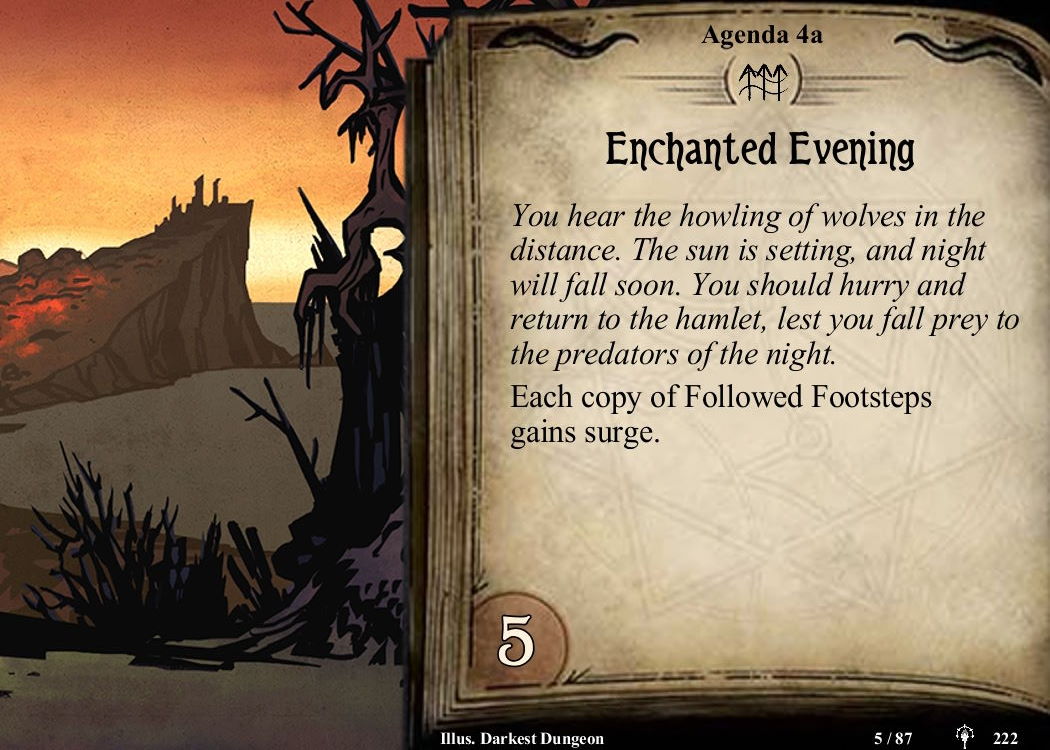 Agenda 4a
Enchanted Evening
You hear the howling of wolves in the
distance. The sun is setting, and night
will fall soon. You should hurry and
return to the hamlet, lest you fall prey to
the predators of the night.
Each copy of Followed Footsteps
gains surge.
5
Illus. Darkest Dungeon
5 / 87
222